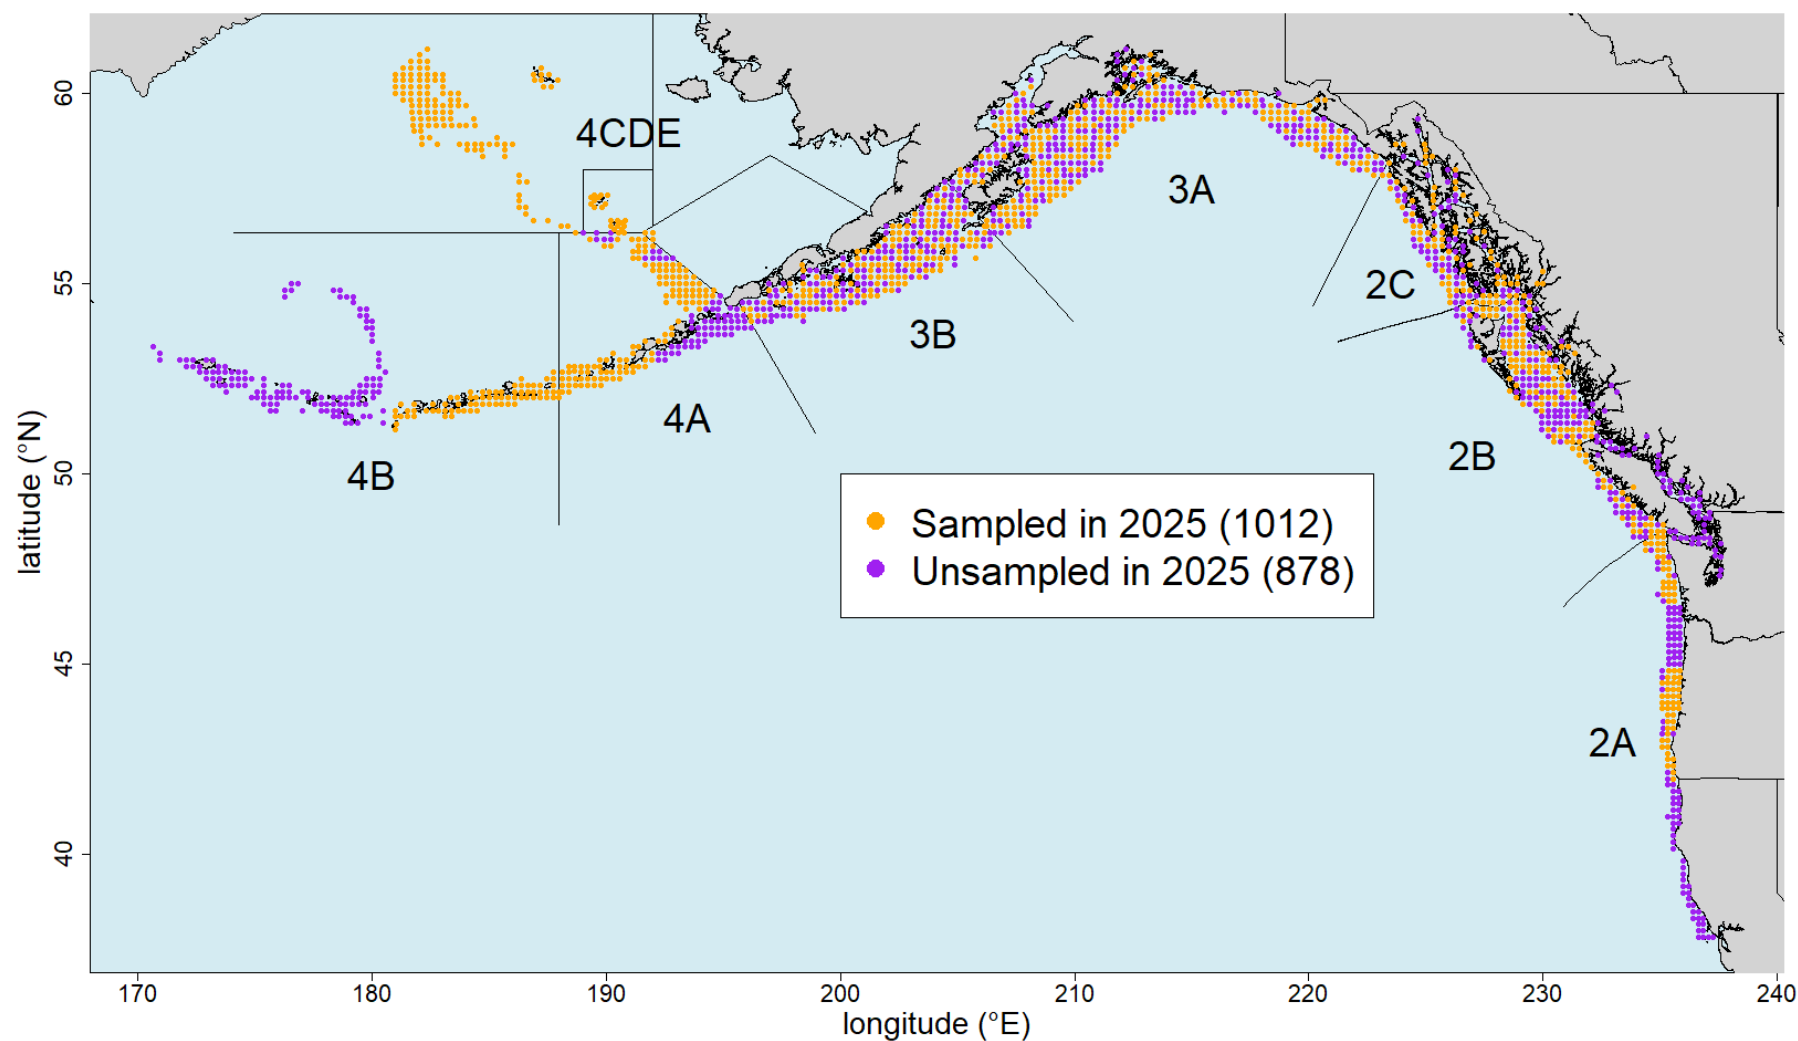 60
55
50
45
40
latitude (°N)
4CDE
3A
2C
3B
4A
4B
2B
2A
Sampled in 2025 (1012)
Unsampled in 2025 (878)
170
180
190
200
210
220
230
240
longitude (°E)